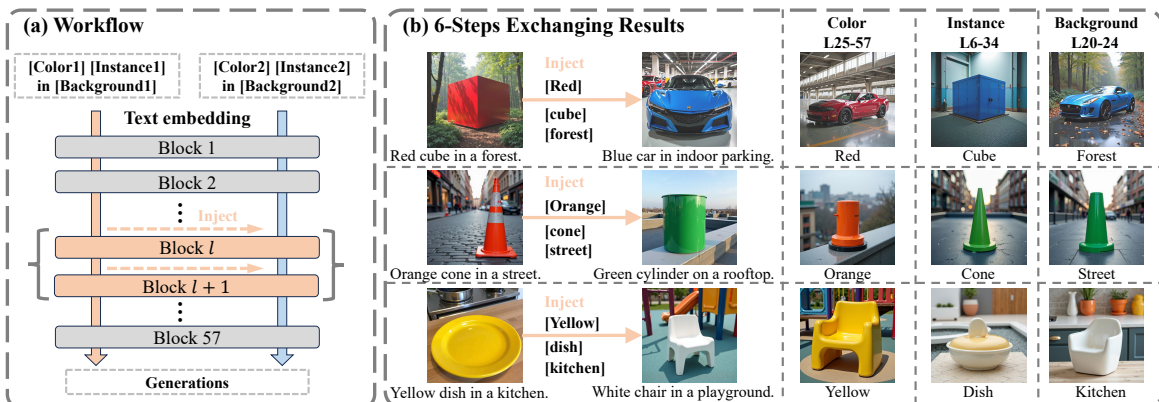 (a) Workflow
[Color1] [Instance1]
in [Background1]
[Color2] [Instance2]
in [Background2]
Text embedding
Block 1
Block 2
Inject
Block l
Block l + 1
Block 57
Generations
(b) 6-Steps Exchanging Results
Color
L25-57
Instance
L6-34
Background
L20-24
Inject
[Red]
[cube]
[forest]
Red cube in a forest.
Blue car in indoor parking.
Red
Cube
Forest
Inject
[Orange]
[cone]
[street]
Orange cone in a street.
Green cylinder on a rooftop.
Orange
Cone
Street
Inject
[Yellow]
[dish]
[kitchen]
Yellow dish in a kitchen.
White chair in a playground.
Yellow
Dish
Kitchen